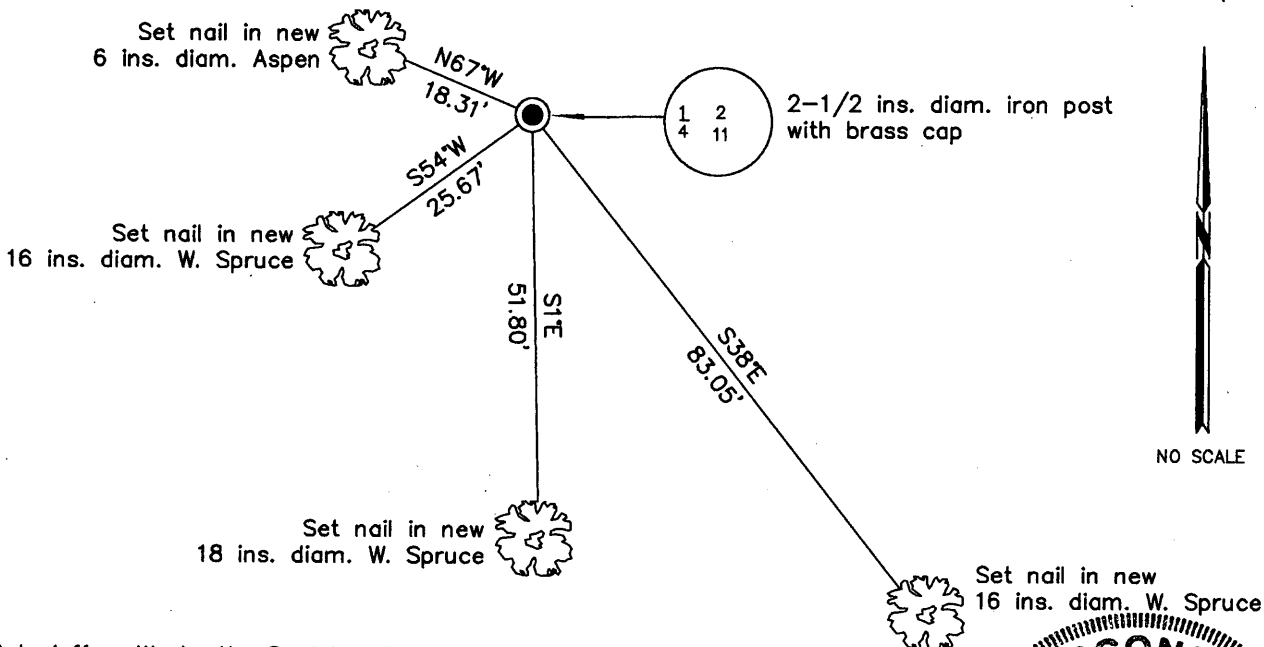 Set nail in new
6 ins. diam. Aspen
N67°W
18.31'
1 2
4 11
2-1/2 ins. diam. iron post
with brass cap
S54°W
25.67'
Set nail in new
16 ins. diam. W. Spruce
S1°E
51.80'
S38°E
83.05'
N
NO SCALE
Set nail in new
18 ins. diam. W. Spruce
Set nail in new
16 ins. diam. W. Spruce